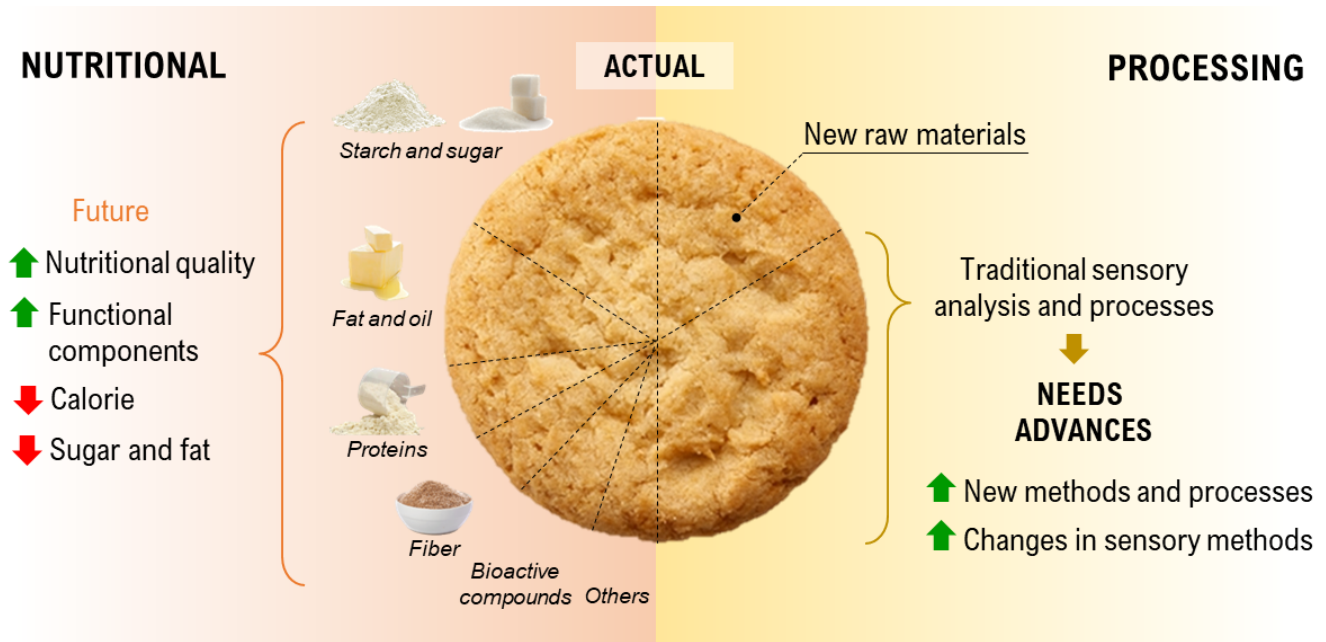 NUTRITIONAL
ACTUAL
PROCESSING
Starch and sugar
New raw materials
Future
Nutritional quality
Functional
components
Calorie
Sugar and fat
Fat and oil
Proteins
Fiber
Bioactive
compounds
Others
Traditional sensory
analysis and processes
NEEDS
ADVANCES
New methods and processes
Changes in sensory methods